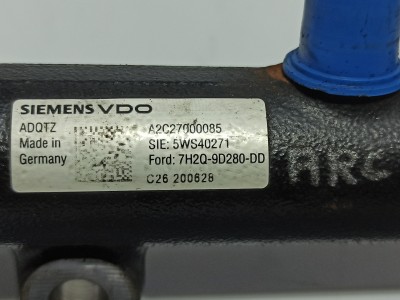 SIEMENS VDO
ADQTZ A2C27000085
Made in SIE: 5WS40271
Germany Ford: 7H2Q-9D280-DD
C26 200628
ARC